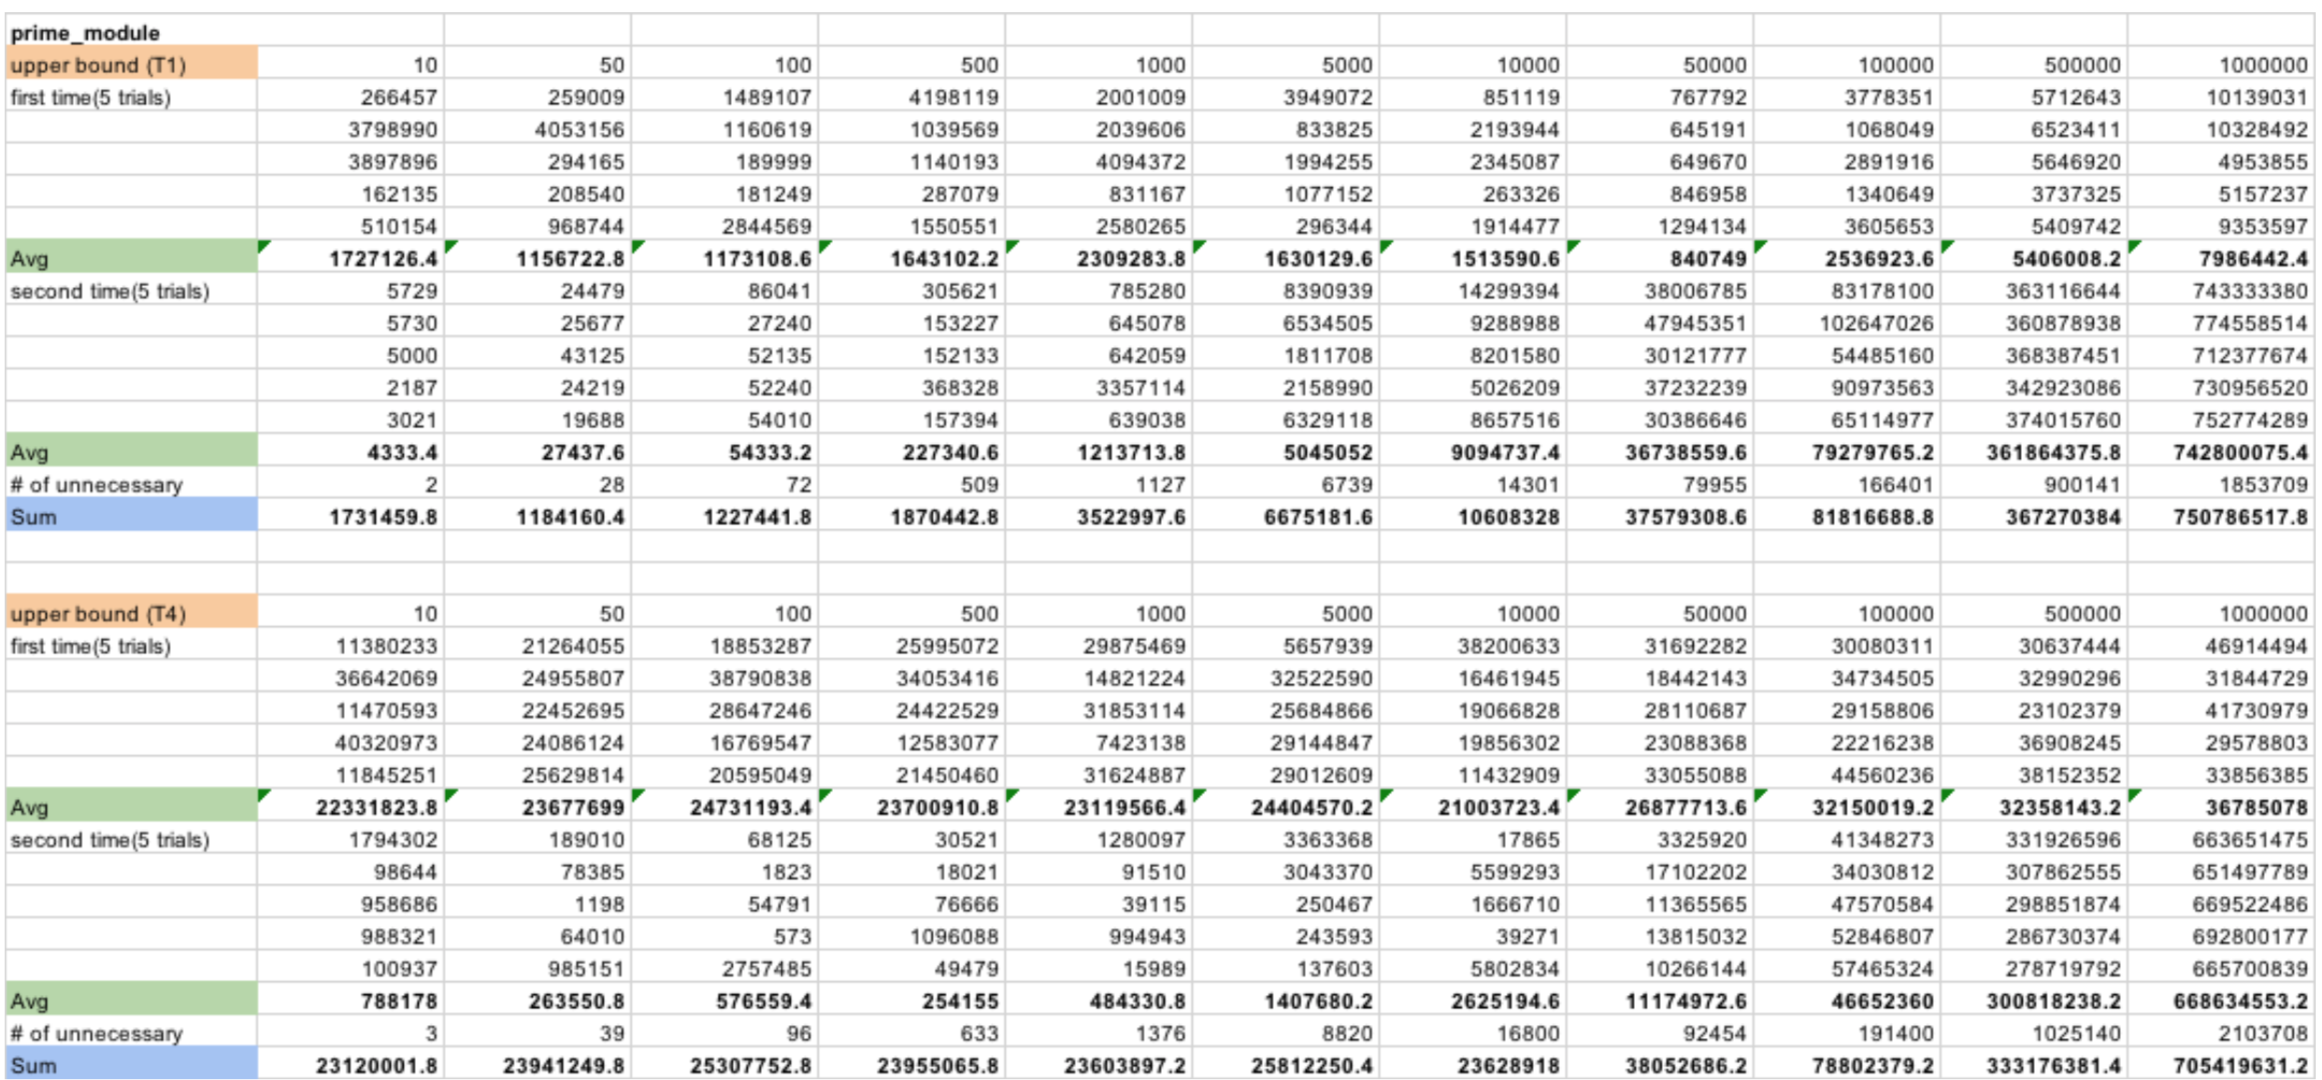 prime_module
upper bound (T1) 10 50 100 500 1000 5000 10000 50000 100000 500000 1000000
first time(5 trials) 266457 259009 1489107 4198119 2001009 3949072 851119 767792 3778351 5712643 10139031
3798990 4053156 1160619 1039569 2039606 833825 2193944 645191 1068049 6523411 10328492
3897896 294165 189999 1140193 4094372 1994255 2345087 649670 2891916 5646920 4953855
162135 208540 181249 287079 831167 1077152 263326 846958 1340649 3737325 5157237
510154 968744 2844569 1550551 2580265 296344 1914477 1294134 3605653 5409742 9353597
Avg 1727126.4 1156722.8 1173108.6 1643102.2 2309283.8 1630129.6 1513590.6 840749 2536923.6 5406008.2 7986442.4
second time(5 trials) 5729 24479 86041 305621 785280 8390939 14299394 38006785 83178100 363116644 743333380
5730 25677 27240 153227 645078 6534505 9288988 47945351 102647026 360878938 774558514
5000 43125 52135 152133 642059 1811708 8201580 30121777 54485160 368387451 712377674
2187 24219 52240 368328 3357114 2158990 5026209 37232239 90973563 342923086 730956520
3021 19688 54010 157394 639038 6329118 8657516 30386646 65114977 374015760 752774289
Avg 4333.4 27437.6 54333.2 227340.6 1213713.8 5045052 9094737.4 36738559.6 79279765.2 361864375.8 742800075.4
# of unnecessary 2 28 72 509 1127 6739 14301 79955 166401 900141 1853709
Sum 1731459.8 1184160.4 1227441.8 1870442.8 3522997.6 6675181.6 10608328 37579308.6 81816688.8 367270384 750786517.8
upper bound (T4) 10 50 100 500 1000 5000 10000 50000 100000 500000 1000000
first time(5 trials) 11380233 21264055 18853287 25995072 29875469 5657939 38200633 31692282 30080311 30637444 46914494
36642069 24955807 38790838 34053416 14821224 32522590 16461945 18442143 34734505 32990296 31844729
11470593 22452695 28647246 24422529 31853114 25684866 19066828 28110687 29158806 23102379 41730979
40320973 24086124 16769547 12583077 7423138 29144847 19856302 23088368 22216238 36908245 29578803
11845251 25629814 20595049 21450460 31624887 29012609 11432909 33055088 44560236 38152352 33856385
Avg 22331823.8 23677699 24731193.4 23700910.8 23119566.4 24404570.2 21003723.4 26877713.6 32150019.2 32358143.2 36785078
second time(5 trials) 1794302 189010 68125 30521 1280097 3363368 17865 3325920 41348273 331926596 663651475
98644 78385 1823 18021 91510 3043370 5599293 17102202 34030812 307862555 651497789
958686 1198 54791 76666 39115 250467 1666710 11365565 47570584 298851874 669522486
988321 64010 573 1096088 994943 243593 39271 13815032 52846807 286730374 692800177
100937 985151 2757485 49479 15989 137603 5802834 10266144 57465324 278719792 665700839
Avg 788178 263550.8 576559.4 254155 484330.8 1407680.2 2625194.6 11174972.6 46652360 300818238.2 668634553.2
# of unnecessary 3 39 96 633 1376 8820 16800 92454 191400 1025140 2103708
Sum 23120001.8 23941249.8 25307752.8 23955065.8 23603897.2 25812250.4 23628918 38052686.2 78802379.2 333176381.4 705419631.2